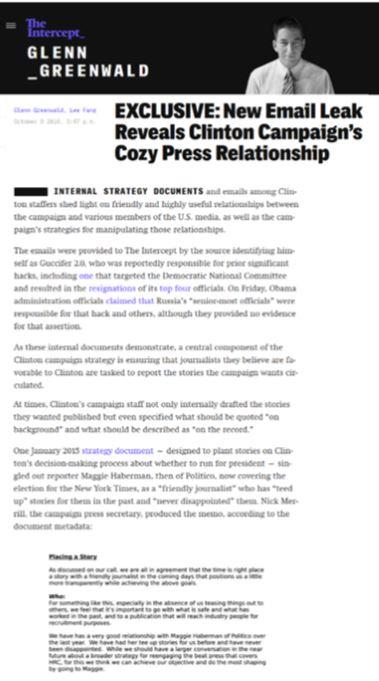 The
Intercept_
GLENN
_GREENWALD
Glenn Greenwald, Lee Fang
October 9 2016, 3:47 p.m.
EXCLUSIVE: New Email Leak
Reveals Clinton Campaign's
Cozy Press Relationship
INTERNAL STRATEGY DOCUMENTS and emails among Clin-
ton staffers shed light on friendly and highly useful relationships between
the campaign and various members of the U.S. media, as well as the cam-
paign's strategies for manipulating those relationships.
The emails were provided to The Intercept by the source identifying him-
self as Guccifer 2.0, who was reportedly responsible for prior significant
hacks, including one that targeted the Democratic National Committee
and resulted in the resignations of its top four officials. On Friday, Obama
administration officials claimed that Russia's "senior-most officials" were
responsible for that hack and others, although they provided no evidence
for that assertion.
As these internal documents demonstrate, a central component of the
Clinton campaign strategy is ensuring that journalists they believe are fa-
vorable to Clinton are tasked to report the stories the campaign wants cir-
culated.
At times, Clinton's campaign staff not only internally drafted the stories
they wanted published but even specified what should be quoted "on
background" and what should be described as "on the record."
One January 2015 strategy document — designed to plant stories on Clin-
ton's decision-making process about whether to run for president — sin-
gled out reporter Maggie Haberman, then of Politico, now covering
the election for the New York Times, as a "friendly journalist" who has "teed
up" stories for them in the past and "never disappointed" them. Nick Mer-
rill, the campaign press secretary, produced the memo, according to the
document metadata:
Placing a Story
As discussed on our call, we are all in agreement that the time is right place
a story with a friendly journalist in the coming days that positions us a little
more transparently while achieving the above goals.
Who:
For something like this, especially in the absence of us teasing things out to
others, we feel that it's important to go with what is safe and what has
worked in the past, and to a publication that will reach industry people for
recruitment purposes.
We have has a very good relationship with Maggie Haberman of Politico over
the last year. We have had her tee up stories for us before and have never
been disappointed. While we should have a larger conversation in the near
future about a broader strategy for reengaging the beat press that covers
HRC, for this we think we can achieve our objective and do the most shaping
by going to Maggie.